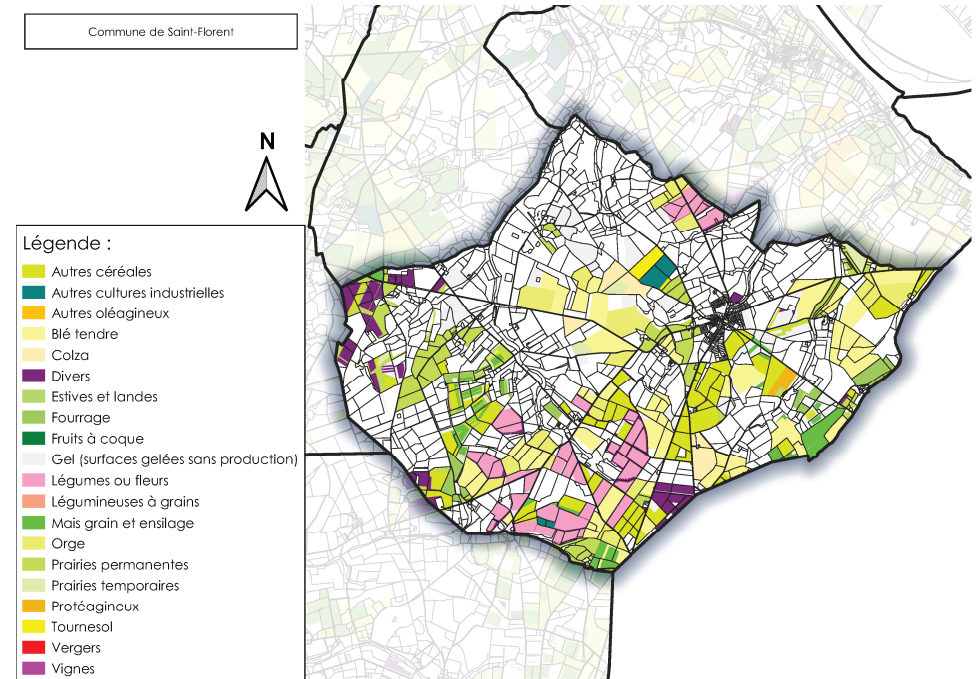 Commune de Saint-Florent
N
Légende :
Autres céréales
Autres cultures industrielles
Autres oléagineux
Blé tendre
Colza
Divers
Estives et landes
Fourrage
Fruits à coque
Gel (surfaces gelées sans production)
Légumes ou fleurs
Légumineuses à grains
Mais grain et ensilage
Orge
Prairies permanentes
Prairies temporaires
Protéagineux
Tournesol
Vergers
Vignes